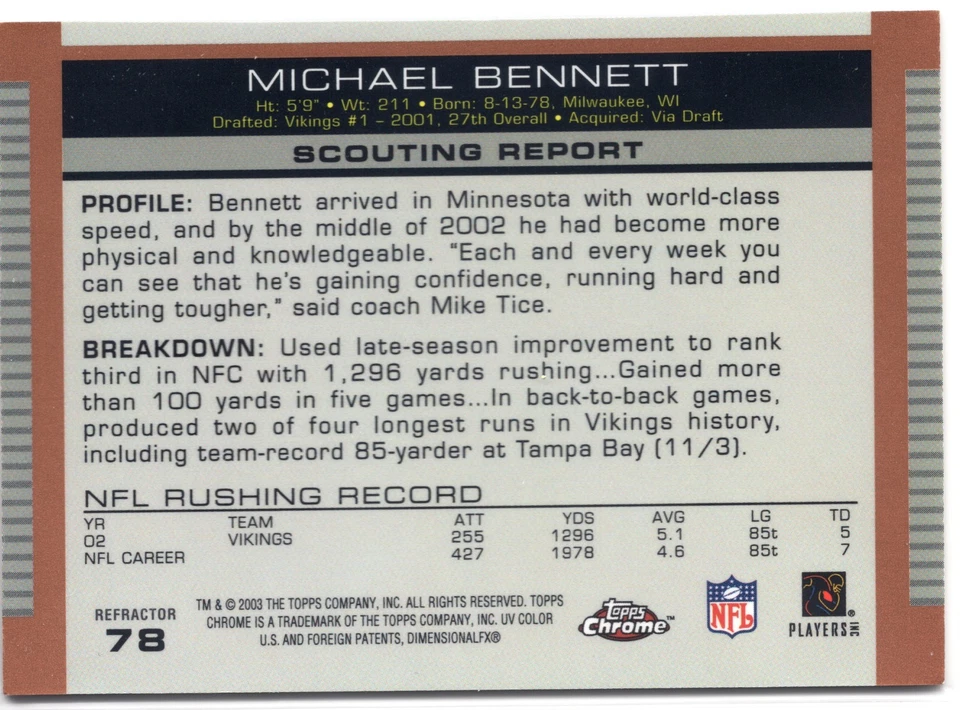 MICHAEL BENNETT
Ht: 5'9" • Wt: 211 • Born: 8-13-78, Milwaukee, WI
Drafted: Vikings #1 – 2001, 27th Overall • Acquired: Via Draft
SCOUTING REPORT
PROFILE: Bennett arrived in Minnesota with world-class
speed, and by the middle of 2002 he had become more
physical and knowledgeable. "Each and every week you
can see that he's gaining confidence, running hard and
getting tougher," said coach Mike Tice.
BREAKDOWN: Used late-season improvement to rank
third in NFC with 1,296 yards rushing...Gained more
than 100 yards in five games...In back-to-back games,
produced two of four longest runs in Vikings history,
including team-record 85-yarder at Tampa Bay (11/3).
NFL RUSHING RECORD
YR TEAM ATT YDS AVG LG TD
02 VIKINGS 255 1296 5.1 85t 5
NFL CAREER 427 1978 4.6 85t 7
REFRACTOR
78
TM & © 2003 THE TOPPS COMPANY, INC. ALL RIGHTS RESERVED. TOPPS
CHROME IS A TRADEMARK OF THE TOPPS COMPANY, INC. UV COLOR
U.S. AND FOREIGN PATENTS, DIMENSIONALFX®
topps
Chrome™
NFL
PLAYERS INC®